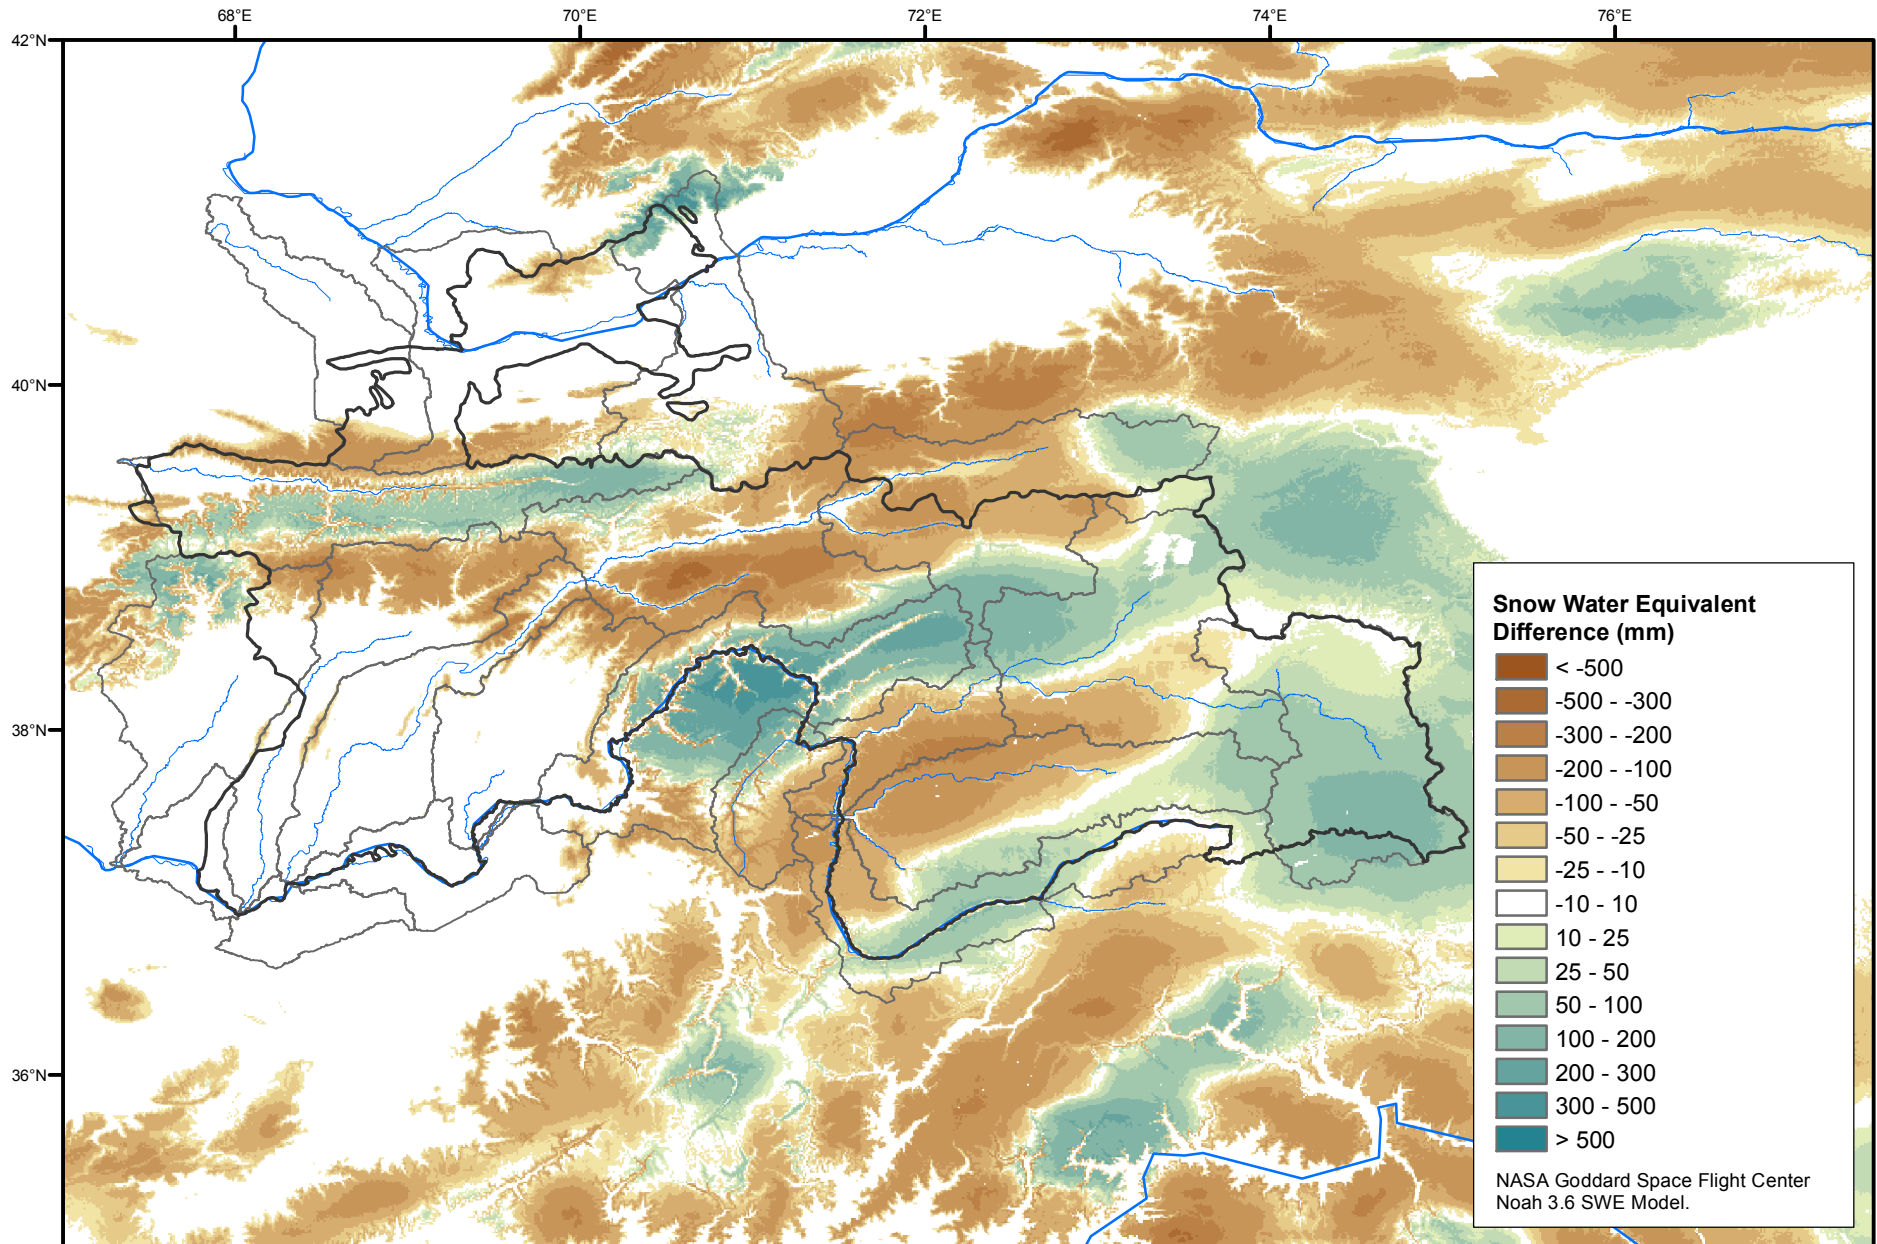 68°E 70°E 72°E 74°E 76°E
42°N
40°N
38°N
36°N
Snow Water Equivalent
Difference (mm)
< -500
-500 - -300
-300 - -200
-200 - -100
-100 - -50
-50 - -25
-25 - -10
-10 - 10
10 - 25
25 - 50
50 - 100
100 - 200
200 - 300
300 - 500
> 500
NASA Goddard Space Flight Center
Noah 3.6 SWE Model.